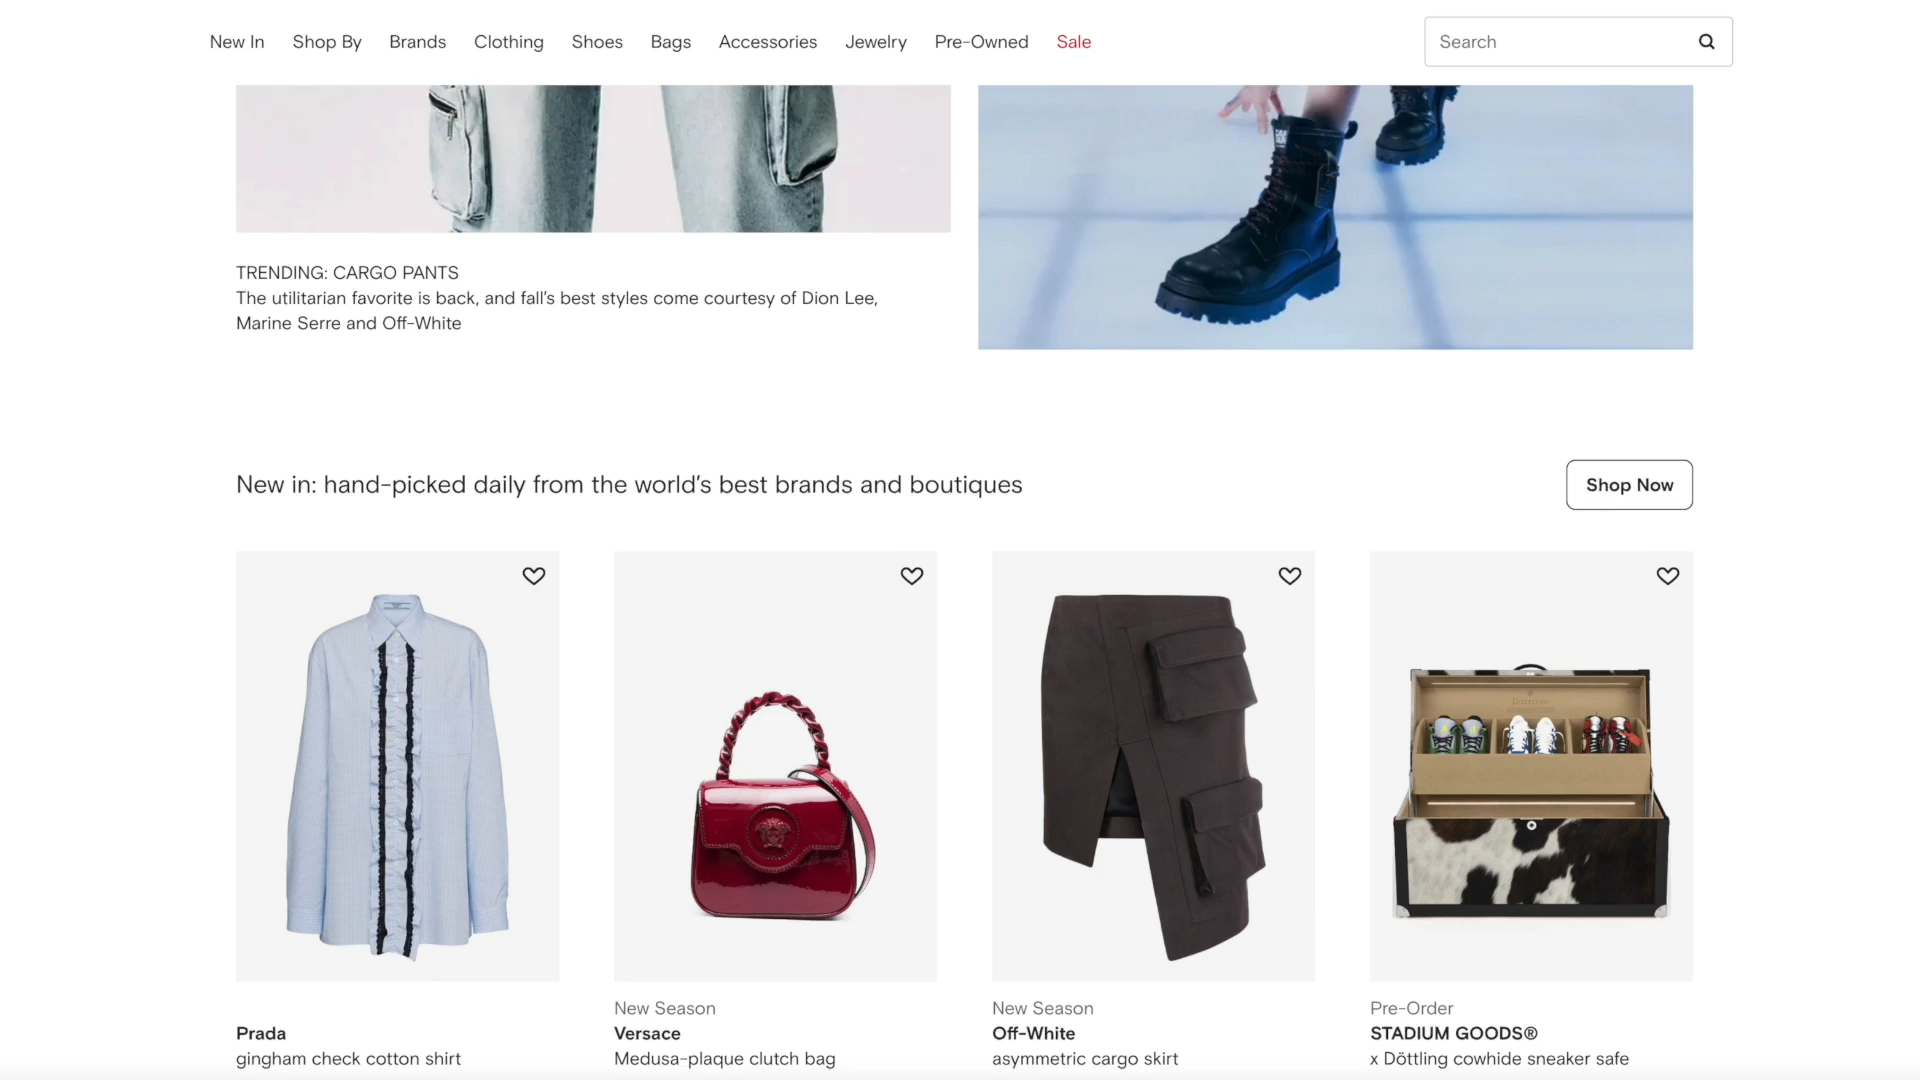 New In
Shop By
Brands
Clothing
Shoes
Bags
Accessories
Jewelry
Pre-Owned
Sale
Search
TRENDING: CARGO PANTS
The utilitarian favorite is back, and fall's best styles come courtesy of Dion Lee,
Marine Serre and Off-White
New in: hand-picked daily from the world's best brands and boutiques
Shop Now
Prada
gingham check cotton shirt
New Season
Versace
Medusa-plaque clutch bag
New Season
Off-White
asymmetric cargo skirt
Pre-Order
STADIUM GOODS®
x Döttling cowhide sneaker safe